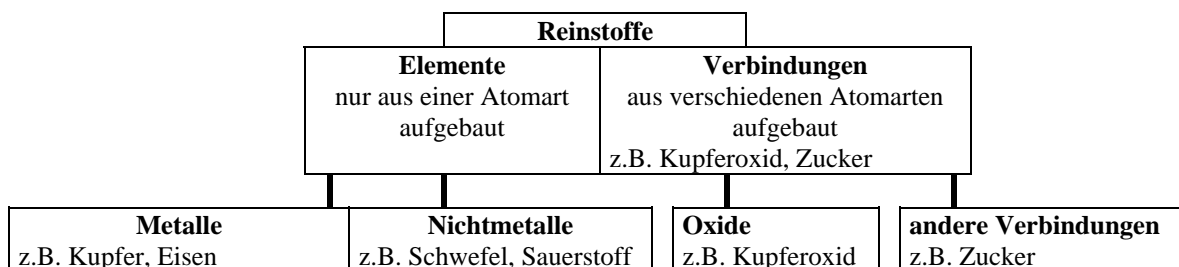 Reinstoffe
Elemente
nur aus einer Atomart
aufgebaut
Verbindungen
aus verschiedenen Atomarten
aufgebaut
z.B. Kupferoxid, Zucker
Metalle
z.B. Kupfer, Eisen
Nichtmetalle
z.B. Schwefel, Sauerstoff
Oxide
z.B. Kupferoxid
andere Verbindungen
z.B. Zucker